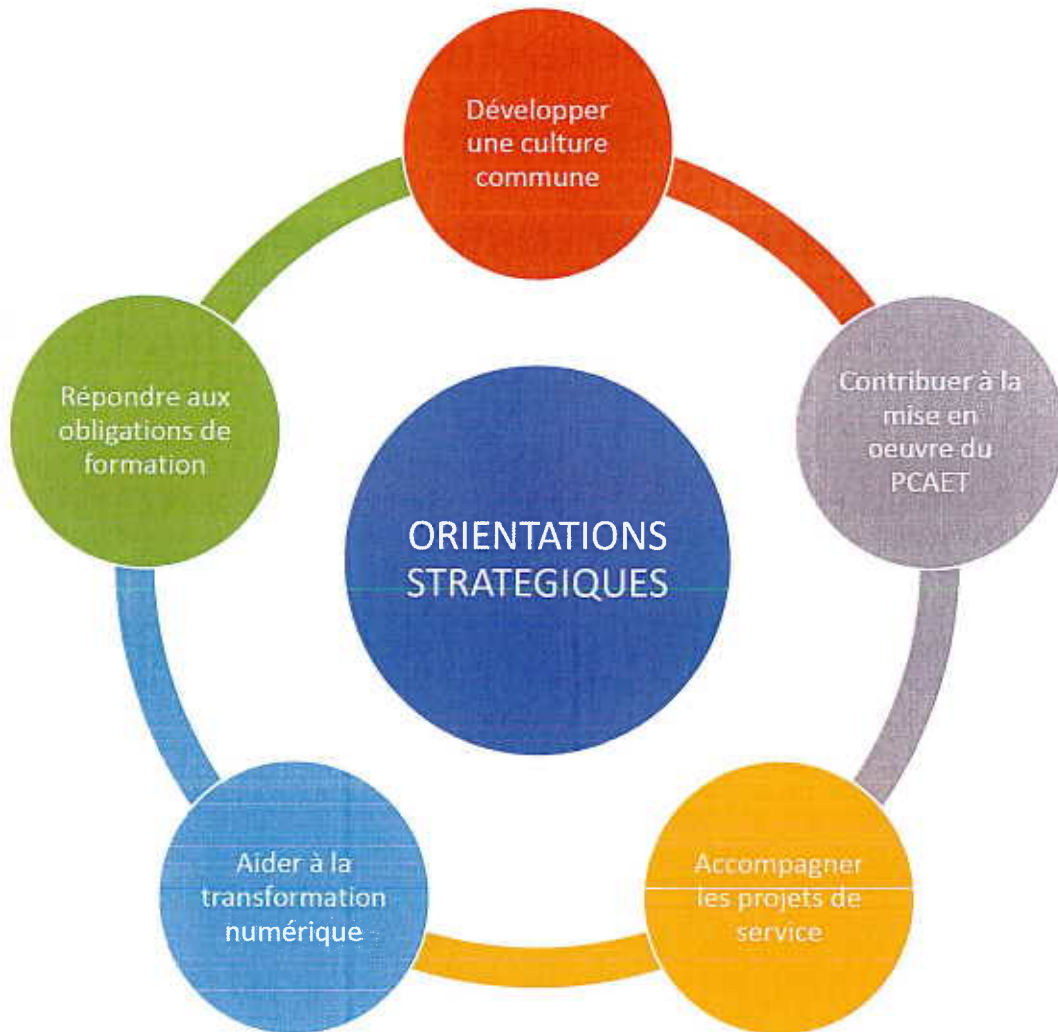 Développer
une culture
commune
Contribuer à la
mise en
oeuvre du
PCAET
Accompagner
les projets de
service
Aider à la
transformation
numérique
Répondre aux
obligations de
formation
ORIENTATIONS
STRATEGIQUES